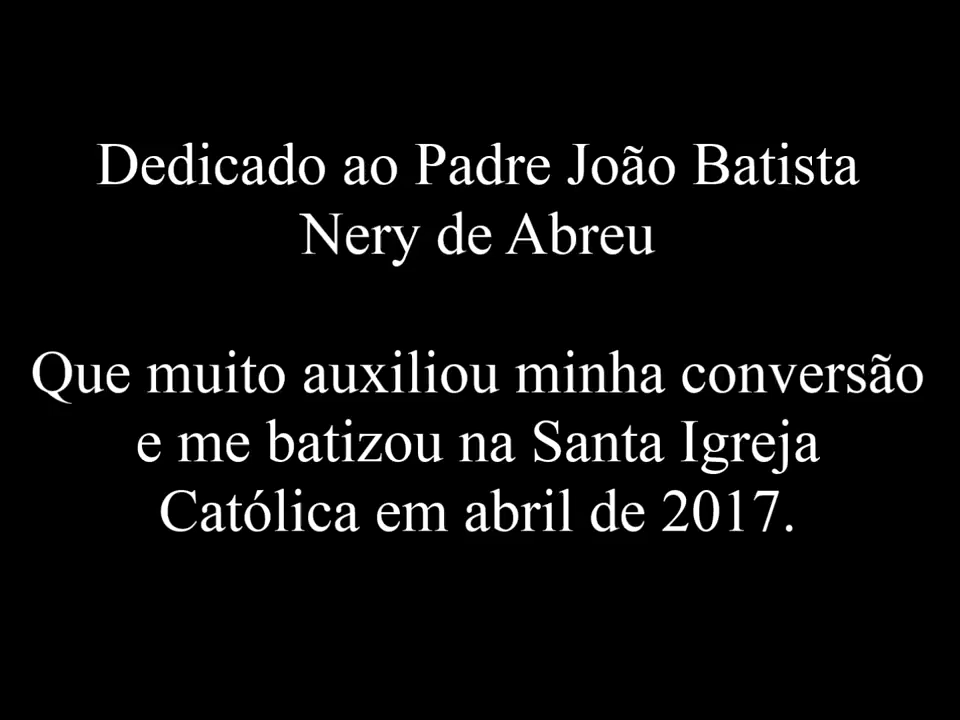 Dedicado ao Padre João Batista
Nery de Abreu
Que muito auxiliou minha conversão
e me batizou na Santa Igreja
Católica em abril de 2017.